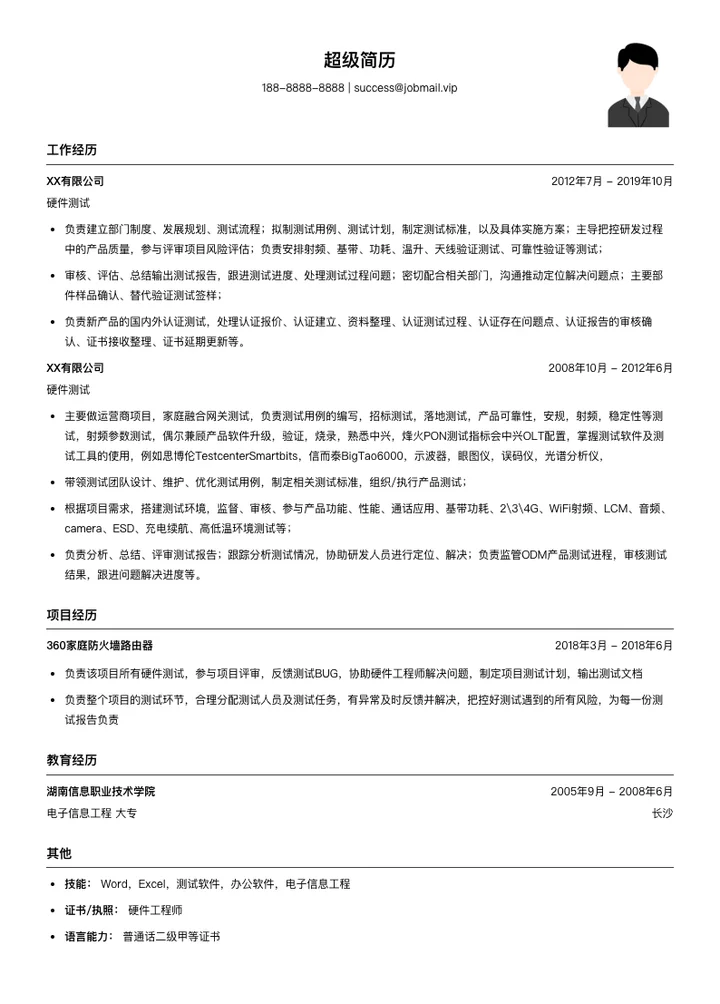 超级简历
188-8888-8888 | success@jobmail.vip
工作经历
XX有限公司 2012年7月 – 2019年10月
硬件测试
• 负责建立部门制度、发展规划、测试流程；拟制测试用例、测试计划，制定测试标准，以及具体实施方案；主导把控研发过程
中的产品质量，参与评审项目风险评估；负责安排射频、基带、功耗、温升、天线验证测试、可靠性验证等测试；
• 审核、评估、总结输出测试报告，跟进测试进度、处理测试过程问题；密切配合相关部门，沟通推动定位解决问题点；主要部
件样品确认、替代验证测试签样；
• 负责新产品的国内外认证测试，处理认证报价、认证建立、资料整理、认证测试过程、认证存在问题点、认证报告的审核确
认、证书接收整理、证书延期更新等。
XX有限公司 2008年10月 – 2012年6月
硬件测试
• 主要做运营商项目，家庭融合网关测试，负责测试用例的编写，招标测试，落地测试，产品可靠性，安规，射频，稳定性等测
试，射频参数测试，偶尔兼顾产品软件升级，验证，烧录，熟悉中兴，烽火PON测试指标会中兴OLT配置，掌握测试软件及测
试工具的使用，例如思博伦TestcenterSmartbits，信而泰BigTao6000，示波器，眼图仪，误码仪，光谱分析仪，
• 带领测试团队设计、维护、优化测试用例，制定相关测试标准，组织/执行产品测试；
• 根据项目需求，搭建测试环境，监督、审核、参与产品功能、性能、通话应用、基带功耗、2\3\4G、WiFi射频、LCM、音频、
camera、ESD、充电续航、高低温环境测试等；
• 负责分析、总结、评审测试报告；跟踪分析测试情况，协助研发人员进行定位、解决；负责监管ODM产品测试进程，审核测试
结果，跟进问题解决进度等。
项目经历
360家庭防火墙路由器 2018年3月 – 2018年6月
• 负责该项目所有硬件测试，参与项目评审，反馈测试BUG，协助硬件工程师解决问题，制定项目测试计划，输出测试文档
• 负责整个项目的测试环节，合理分配测试人员及测试任务，有异常及时反馈并解决，把控好测试遇到的所有风险，为每一份测
试报告负责
教育经历
湖南信息职业技术学院 2005年9月 – 2008年6月
电子信息工程 大专 长沙
其他
• 技能： Word，Excel，测试软件，办公软件，电子信息工程
• 证书/执照： 硬件工程师
• 语言能力： 普通话二级甲等证书